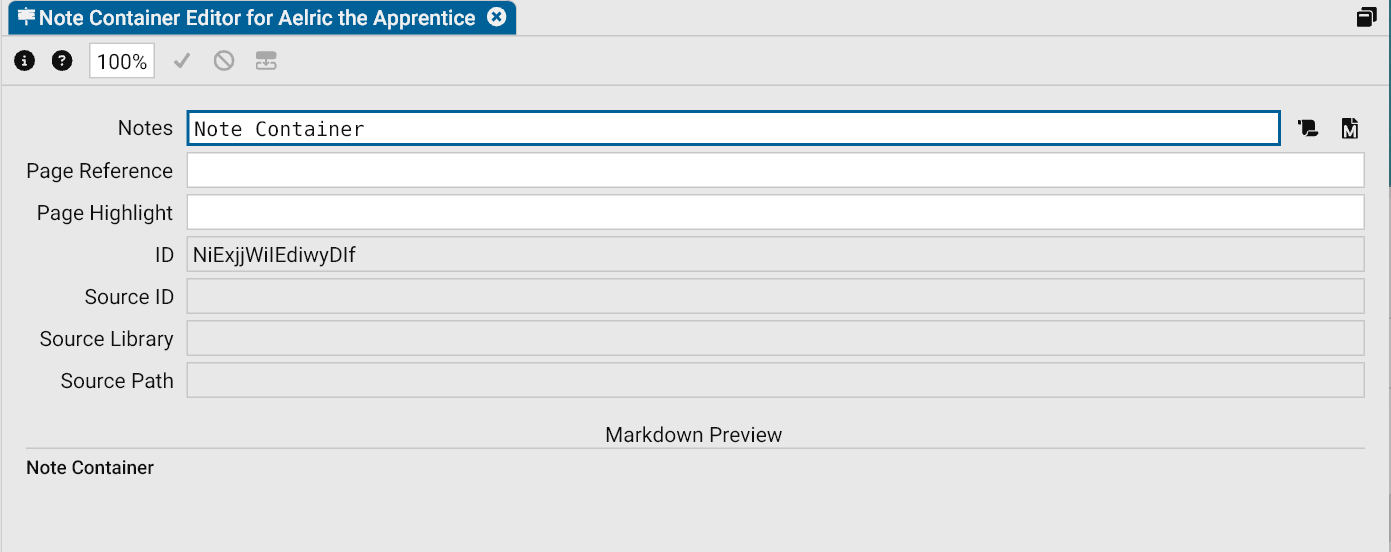 Note Container Editor for Aelric the Apprentice
100%
Notes Note Container
Page Reference
Page Highlight
ID NiExjjWiIEdiwyDIf
Source ID
Source Library
Source Path
Markdown Preview
Note Container